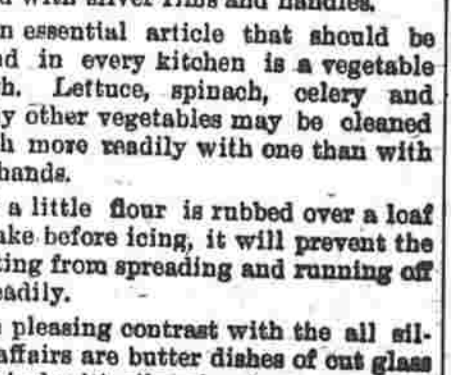 with silver rims and handles.
n essential article that should be
d in every kitchen is a vegetable
h. Lettuce, spinach, celery and
y other vegetables may be cleaned
h more readily with one than with
hands.
a little flour is rubbed over a loaf
ake before icing, it will prevent the
ing from spreading and running off
eadily.
pleasing contrast with the all sil-
affairs are butter dishes of cut glass